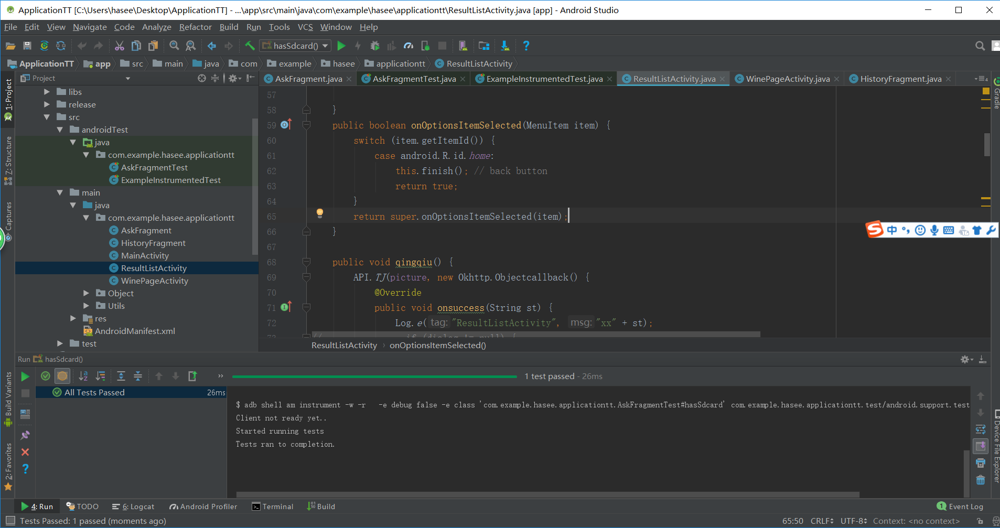 ApplicationTT [C:\Users\hasee\Desktop\ApplicationTT] - ...\app\src\main\java\com\example\hasee\applicationtt\ResultListActivity.java [app] - Android Studio
File Edit View Navigate Code Analyze Refactor Build Run Tools VCS Window Help
hasSdcard()
ApplicationTT app src main java com example hasee applicationtt ResultListActivity
Project
AskFragment.java AskFragmentTest.java ExampleInstrumentedTest.java ResultListActivity.java WinePageActivity.java HistoryFragment.java
4
1: Project
7: Structure
Captures
Build Variants
2: Favorites
libs
release
src
androidTest
java
com.example.hasee.applicationtt
AskFragmentTest
ExampleInstrumentedTest
main
java
com.example.hasee.applicationtt
AskFragment
HistoryFragment
MainActivity
ResultListActivity
WinePageActivity
Object
Utils
res
AndroidManifest.xml
test
57
58 }
59 public boolean onOptionsItemSelected(MenuItem item) {
60 switch (item.getItemId()) {
61 case android.R.id.home:
62 this.finish(); // back button
63 return true;
64 }
65 return super.onOptionsItemSelected(item);
66 }
67
68 public void qingqiu() {
69 API.TJ(picture, new Okhttp.Objectcallback() {
70 @Override
71 public void onsuccess(String st) {
72 Log.e(tag: "ResultListActivity", msg: "xx" + st);
73 // if (dialog != null) {
ResultListActivity › onOptionsItemSelected()
Gradle
Device File Explorer
中
Run hasSdcard()
1 test passed - 26ms
All Tests Passed 26ms
$ adb shell am instrument -w -r -e debug false -e class 'com.example.hasee.applicationtt.AskFragmentTest#hasSdcard' com.example.hasee.applicationtt.test/android.support.test
Client not ready yet..
Started running tests
Tests ran to completion.
4: Run TODO 6: Logcat Android Profiler Terminal Build 1 Event Log
Tests Passed: 1 passed (moments ago) 65:50 CRLF UTF-8 Context: <no context>